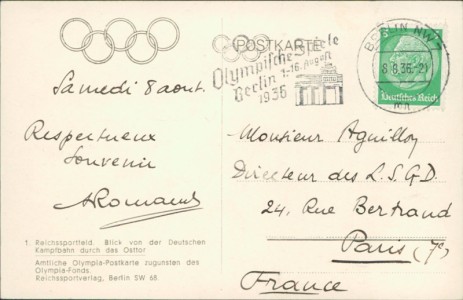 POSTKARTE
Olympische Spiele
1.-16. August
Berlin
1936
BERLIN NW7
8.8.36.-21
Deutsches Reich
Samedi 8 aout.
Respectueux
Souvenir
Monsieur Aguillon
Directeur des L.S.G.D.
24, Rue Bertrand
Paris (7e)
France
1. Reichssportfeld. Blick von der Deutschen
Kampfbahn durch das Osttor
Amtliche Olympia-Postkarte zugunsten des
Olympia-Fonds.
Reichssportverlag, Berlin SW 68.